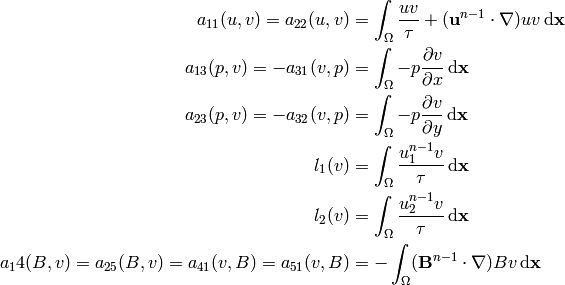 a_{11}(u, v) = a_{22}(u, v) = \int_{\Omega} \frac{uv}{\tau} + (\mathbf{u}^{n-1} \cdot \nabla) uv \, \mathrm{d}\mathbf{x}
a_{13}(p, v) = -a_{31}(v, p) = \int_{\Omega} -p \frac{\partial v}{\partial x} \, \mathrm{d}\mathbf{x}
a_{23}(p, v) = -a_{32}(v, p) = \int_{\Omega} -p \frac{\partial v}{\partial y} \, \mathrm{d}\mathbf{x}
l_1(v) = \int_{\Omega} \frac{u_1^{n-1} v}{\tau} \, \mathrm{d}\mathbf{x}
l_2(v) = \int_{\Omega} \frac{u_2^{n-1} v}{\tau} \, \mathrm{d}\mathbf{x}
a_1 4(B, v) = a_{25}(B, v) = a_{41}(v, B) = a_{51}(v, B) = -\int_{\Omega} (\mathbf{B}^{n-1} \cdot \nabla) Bv \, \mathrm{d}\mathbf{x}